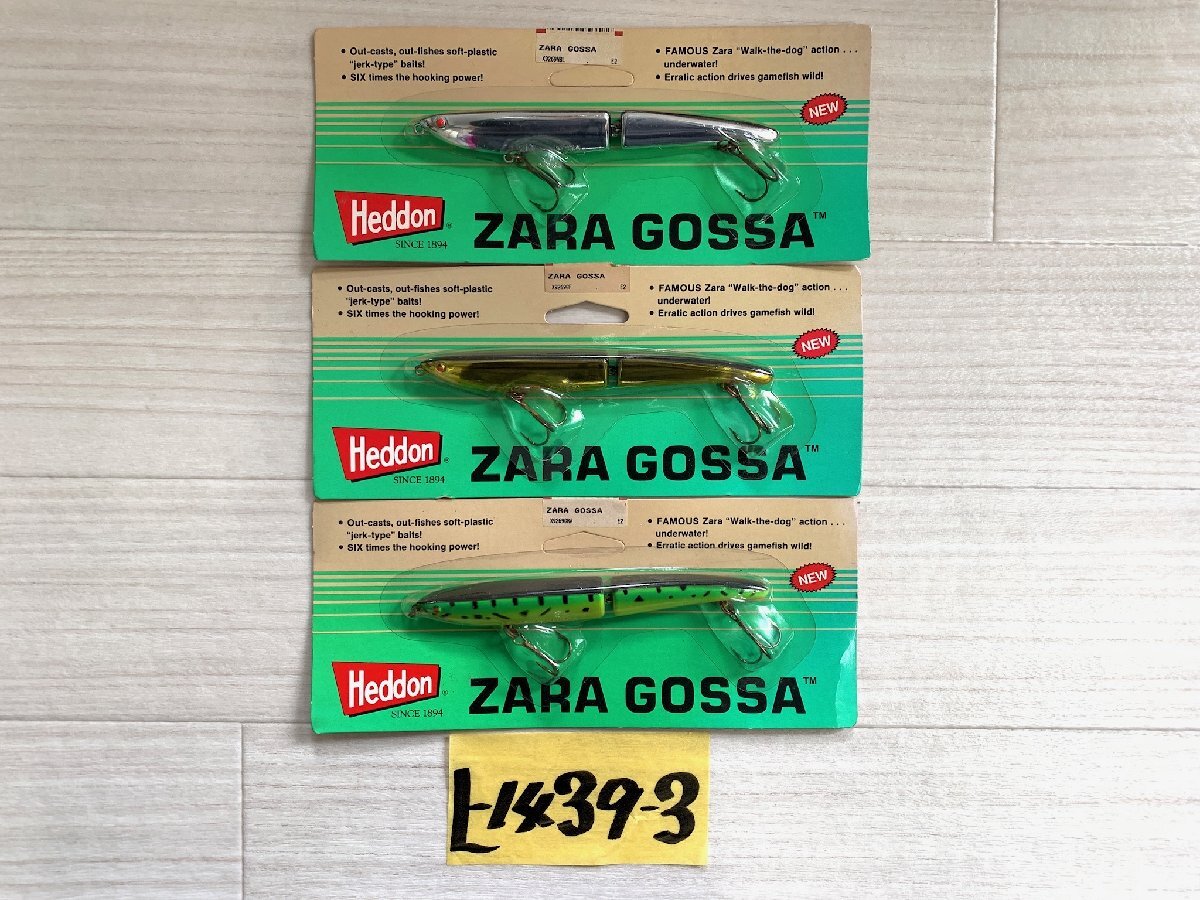 • Out-casts, out-fishes soft-plastic
"jerk-type" baits!
• SIX times the hooking power!
ZARA GOSSA
62
• FAMOUS Zara "Walk-the-dog" action . . .
underwater!
• Erratic action drives gamefish wild!
NEW
Heddon®
SINCE 1894
ZARA GOSSA™
• Out-casts, out-fishes soft-plastic
"jerk-type" baits!
• SIX times the hooking power!
ZARA GOSSA
62
• FAMOUS Zara "Walk-the-dog" action . . .
underwater!
• Erratic action drives gamefish wild!
NEW
Heddon®
SINCE 1894
ZARA GOSSA™
• Out-casts, out-fishes soft-plastic
"jerk-type" baits!
• SIX times the hooking power!
ZARA GOSSA
62
• FAMOUS Zara "Walk-the-dog" action . . .
underwater!
• Erratic action drives gamefish wild!
NEW
Heddon®
SINCE 1894
ZARA GOSSA™
上-1439-3